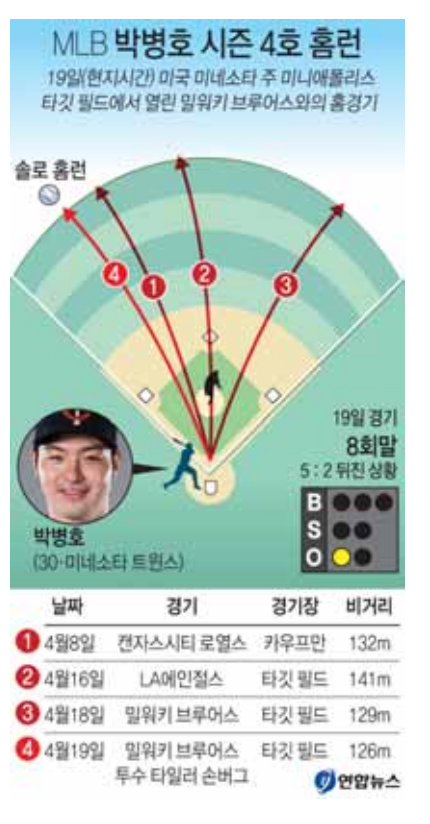 MLB 박병호 시즌 4호 홈런
19일(현지시간) 미국 미네소타 주 미니애폴리스
타깃 필드에서 열린 밀워키 브루어스와의 홈경기
솔로 홈런
4
1
2
3
19일 경기
8회말
5 : 2 뒤진 상황
B
S
O
박병호
(30·미네소타 트윈스)
날짜 경기 경기장 비거리
1 4월8일 캔자스시티 로열스 카우프만 132m
2 4월16일 LA에인절스 타깃 필드 141m
3 4월18일 밀워키 브루어스 타깃 필드 129m
4 4월19일 밀워키 브루어스 타깃 필드 126m
투수 타일러 손버그
연합뉴스